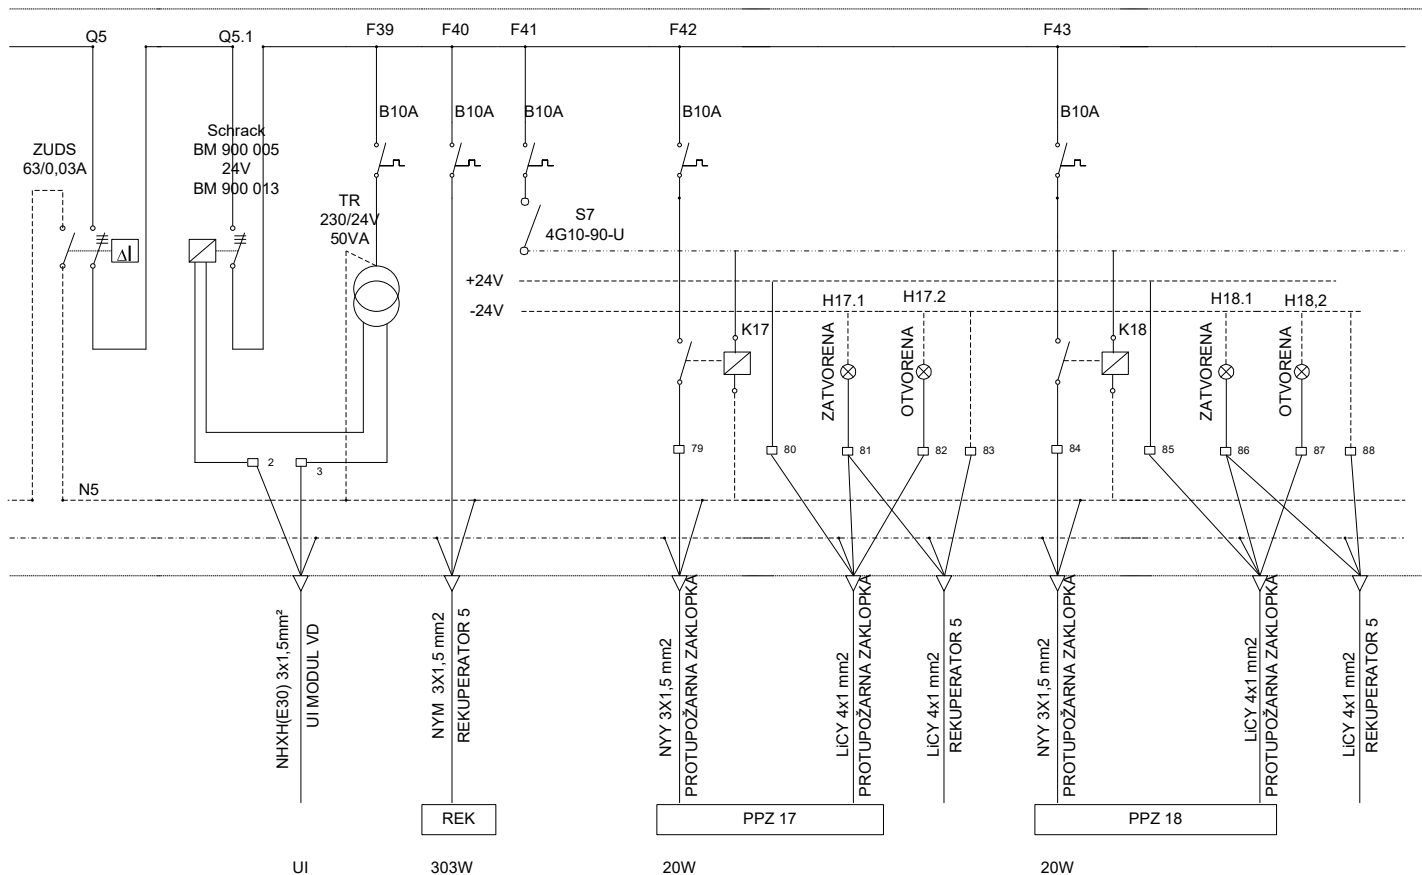 Q5
Q5.1
F39
F40
F41
F42
F43
B10A
B10A
B10A
B10A
B10A
ZUDS
63/0,03A
Schrack
BM 900 005
24V
BM 900 013
TR
230/24V
50VA
S7
4G10-90-U
ΔI
+24V
-24V
H17.1
H17.2
H18.1
H18,2
K17
K18
ZATVORENA
OTVORENA
ZATVORENA
OTVORENA
2
3
79
80
81
82
83
84
85
86
87
88
N5
NHXH(E30) 3x1,5mm²
UI MODUL VD
NYM 3X1,5 mm2
REKUPERATOR 5
NYY 3X1,5 mm2
PROTUPOŽARNA ZAKLOPKA
LiCY 4x1 mm2
PROTUPOŽARNA ZAKLOPKA
LiCY 4x1 mm2
REKUPERATOR 5
NYY 3X1,5 mm2
PROTUPOŽARNA ZAKLOPKA
LiCY 4x1 mm2
PROTUPOŽARNA ZAKLOPKA
LiCY 4x1 mm2
REKUPERATOR 5
REK
PPZ 17
PPZ 18
UI
303W
20W
20W